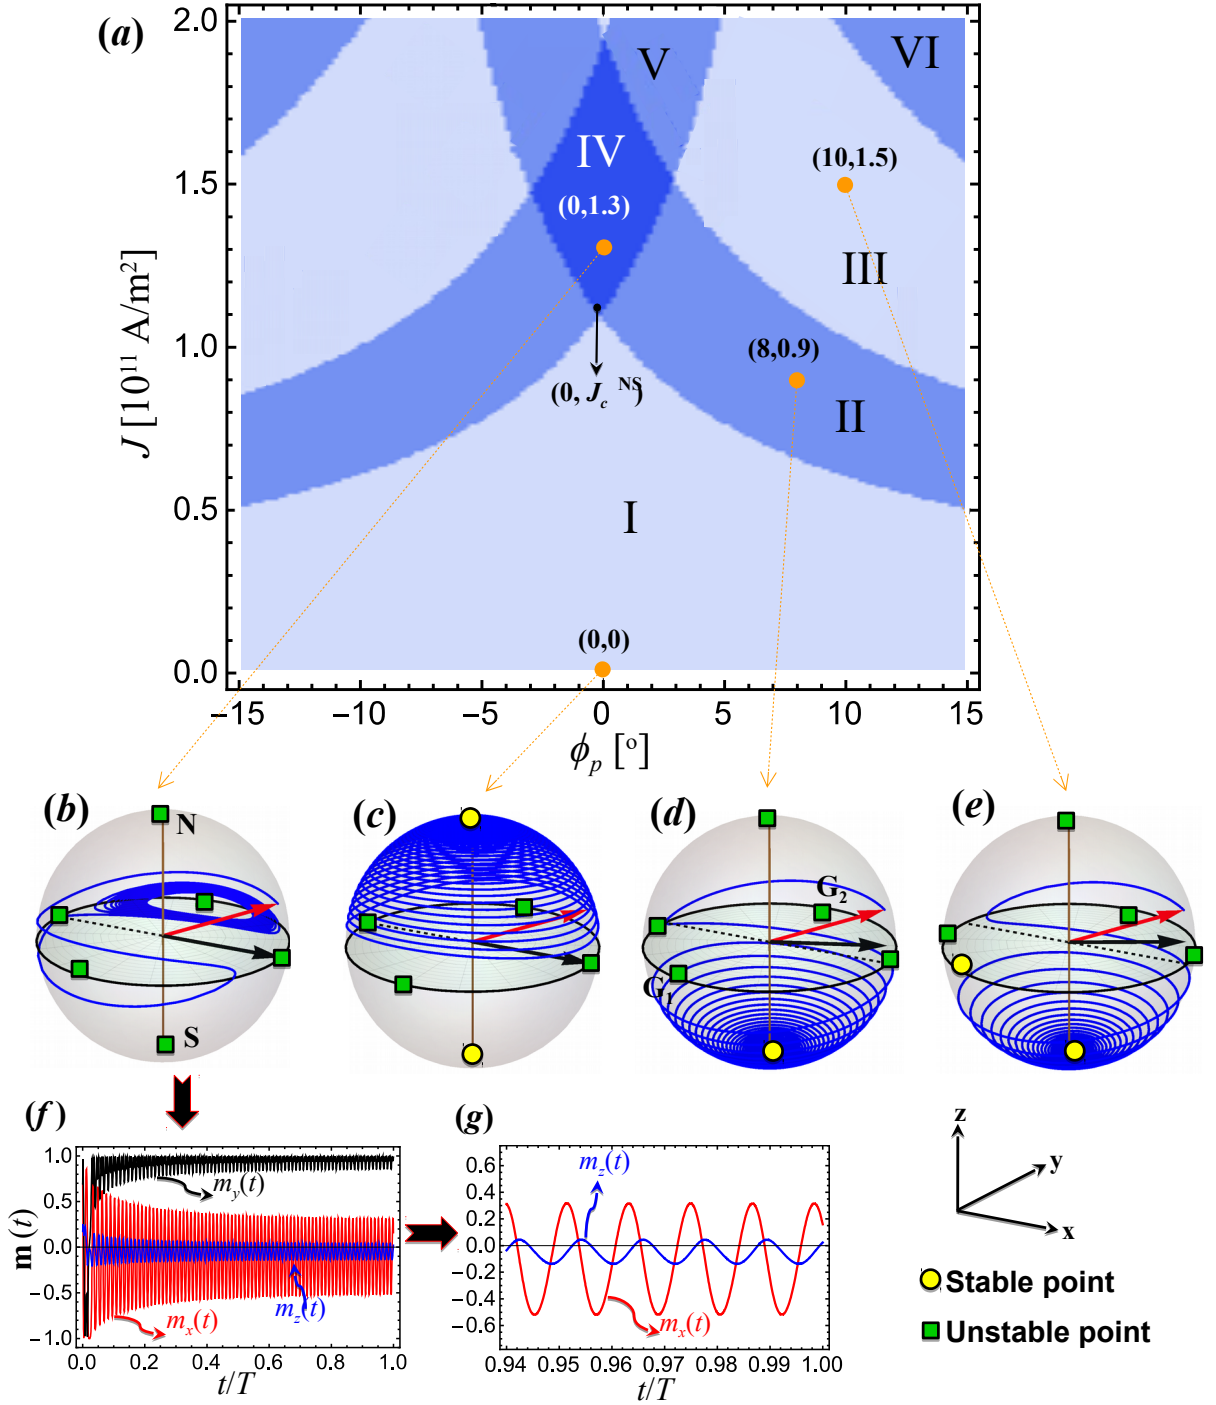 (a)
2.0
1.5
1.0
0.5
0.0
J [10¹¹ A/m²]
V
VI
IV
(0,1.3)
(10,1.5)
III
(8,0.9)
(0, J_c ^NS)
II
I
(0,0)
−15
−10
−5
0
5
10
15
ϕ_p [°]
(b)
N
S
(c)
(d)
G₂
G₁
(e)
(f)
1.0
0.5
0.0
−0.5
−1.0
m (t)
m_y(t)
m_z(t)
m_x(t)
0.0
0.2
0.4
0.6
0.8
1.0
t/T
(g)
0.6
0.4
0.2
0.0
−0.2
−0.4
−0.6
m_z(t)
m_x(t)
0.94
0.95
0.96
0.97
0.98
0.99
1.00
t/T
z
y
x
Stable point
Unstable point